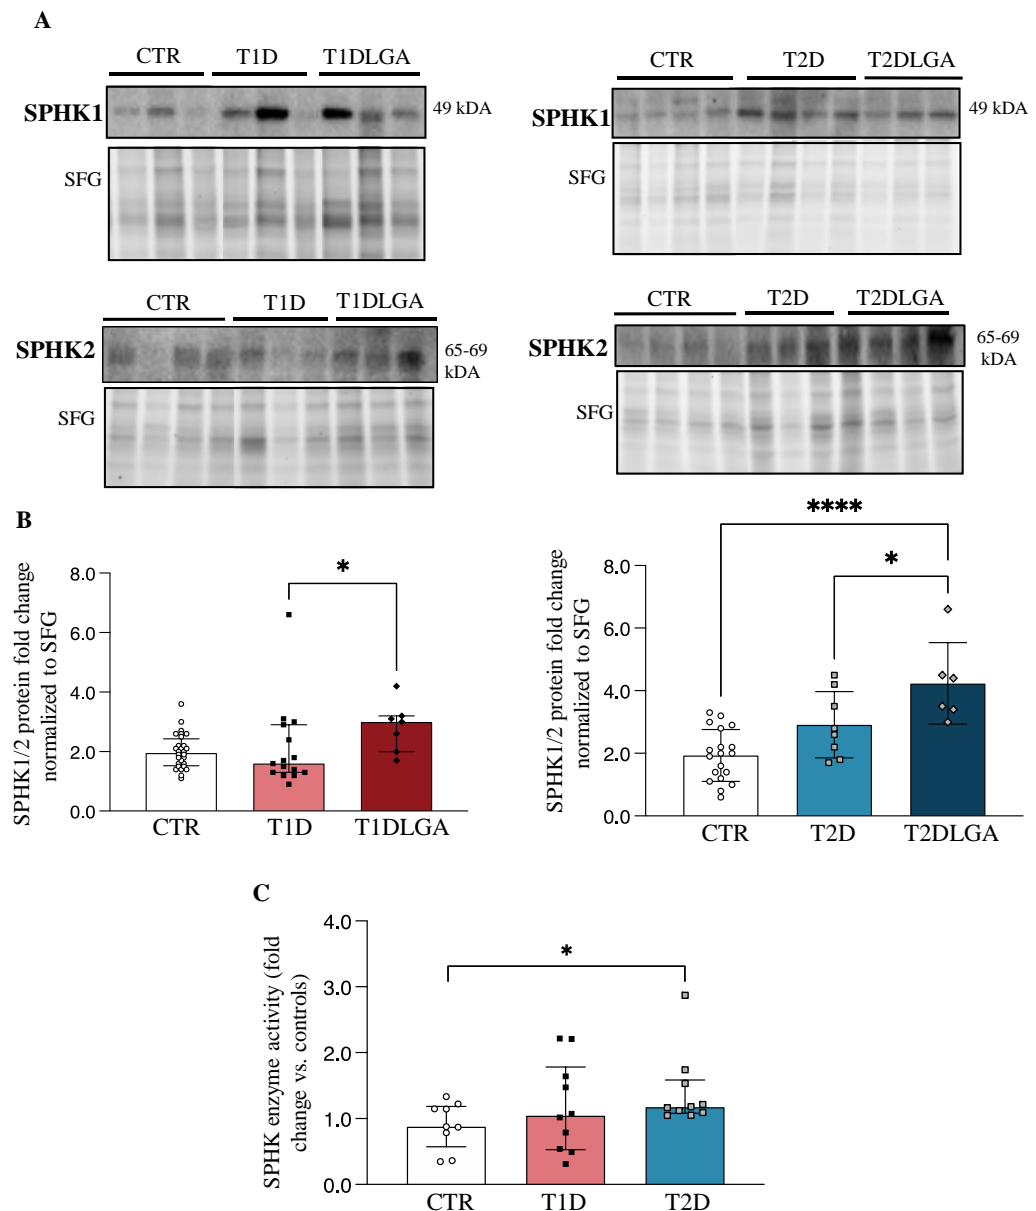 A
CTR T1D T1DLGA
SPHK1 49 kDA
SFG
CTR T2D T2DLGA
SPHK1 49 kDA
SFG
CTR T1D T1DLGA
SPHK2 65-69
kDA
SFG
CTR T2D T2DLGA
SPHK2 65-69
kDA
SFG
B
SPHK1/2 protein fold change
normalized to SFG
8.0
6.0
4.0
2.0
0.0
*
CTR T1D T1DLGA
SPHK1/2 protein fold change
normalized to SFG
8.0
6.0
4.0
2.0
0.0
****
*
CTR T2D T2DLGA
C
SPHK enzyme activity (fold
change vs. controls)
4.0
3.0
2.0
1.0
0.0
*
CTR T1D T2D